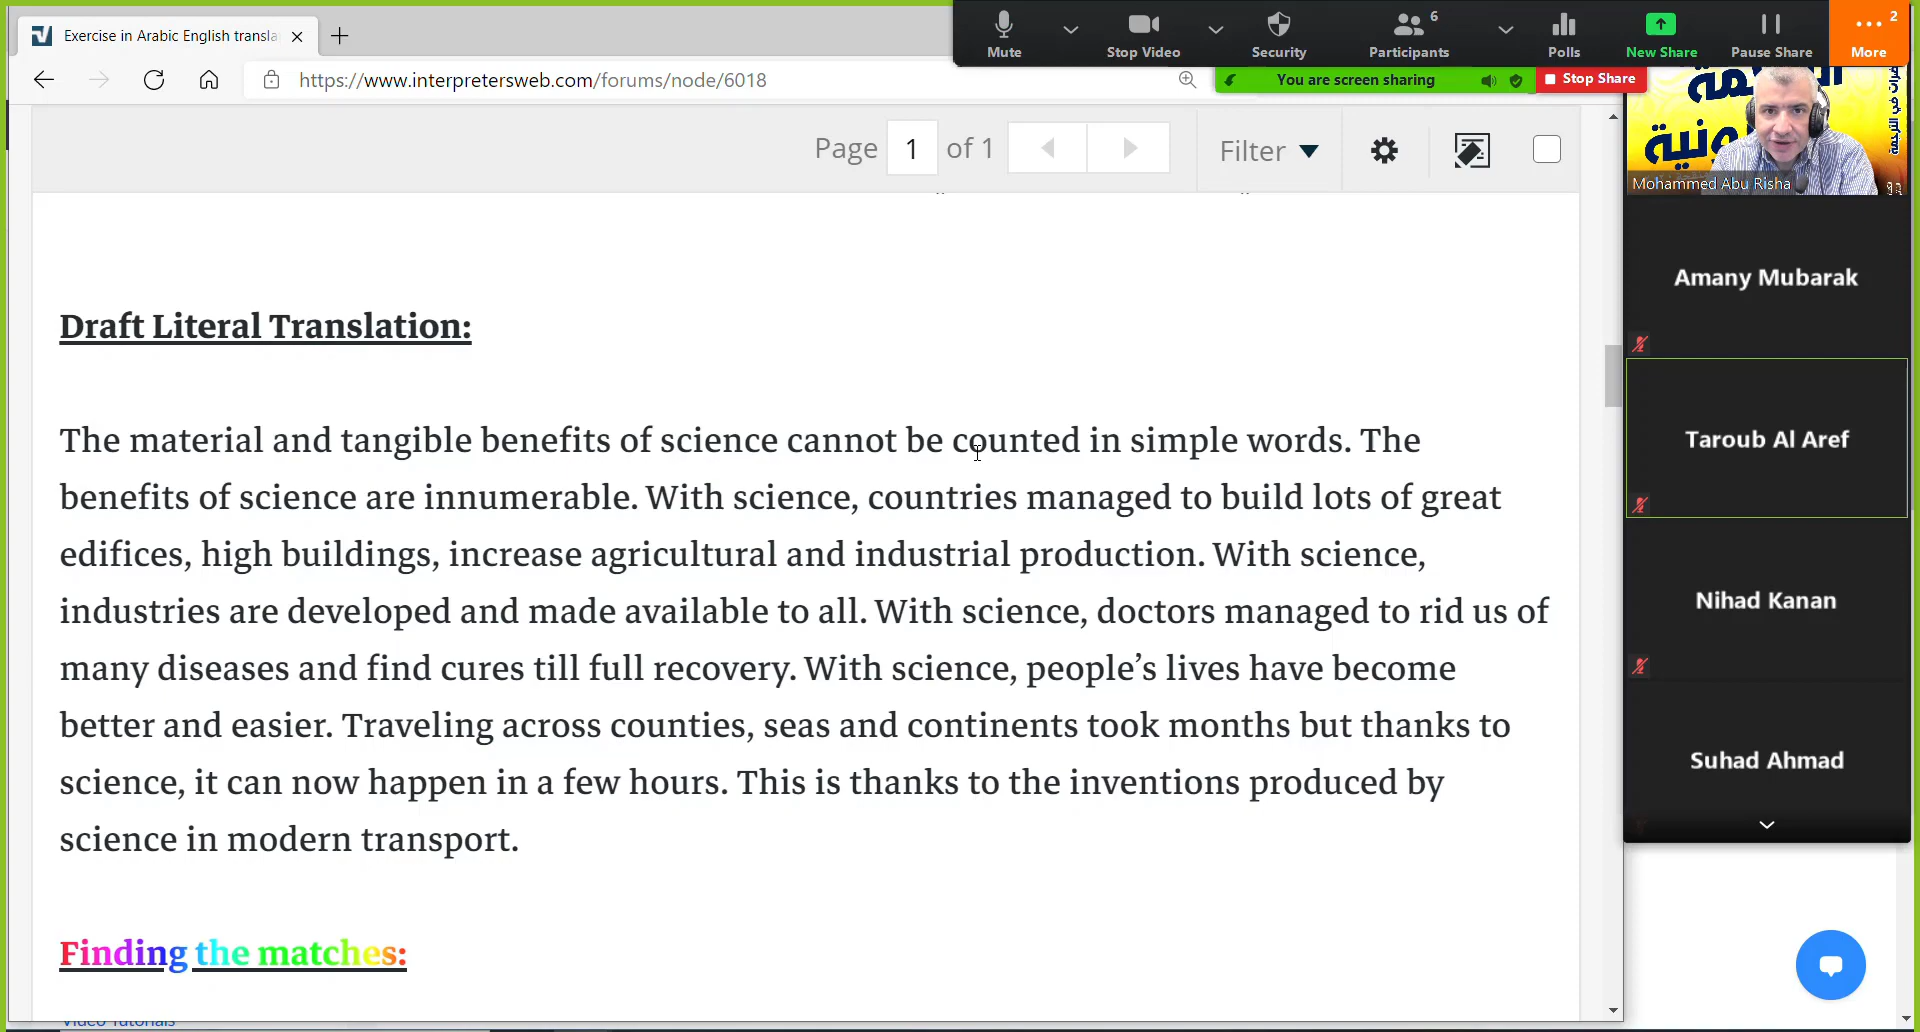 Exercise in Arabic English transla
https://www.interpretersweb.com/forums/node/6018
Mute
Stop Video
Security
Participants
6
Polls
New Share
Pause Share
More
2
You are screen sharing
Stop Share
Page 1 of 1
Filter
Mohammed Abu Risha
Amany Mubarak
Taroub Al Aref
Nihad Kanan
Suhad Ahmad
Draft Literal Translation:
The material and tangible benefits of science cannot be counted in simple words. The
benefits of science are innumerable. With science, countries managed to build lots of great
edifices, high buildings, increase agricultural and industrial production. With science,
industries are developed and made available to all. With science, doctors managed to rid us of
many diseases and find cures till full recovery. With science, people’s lives have become
better and easier. Traveling across counties, seas and continents took months but thanks to
science, it can now happen in a few hours. This is thanks to the inventions produced by
science in modern transport.
Finding the matches:
Video Tutorials